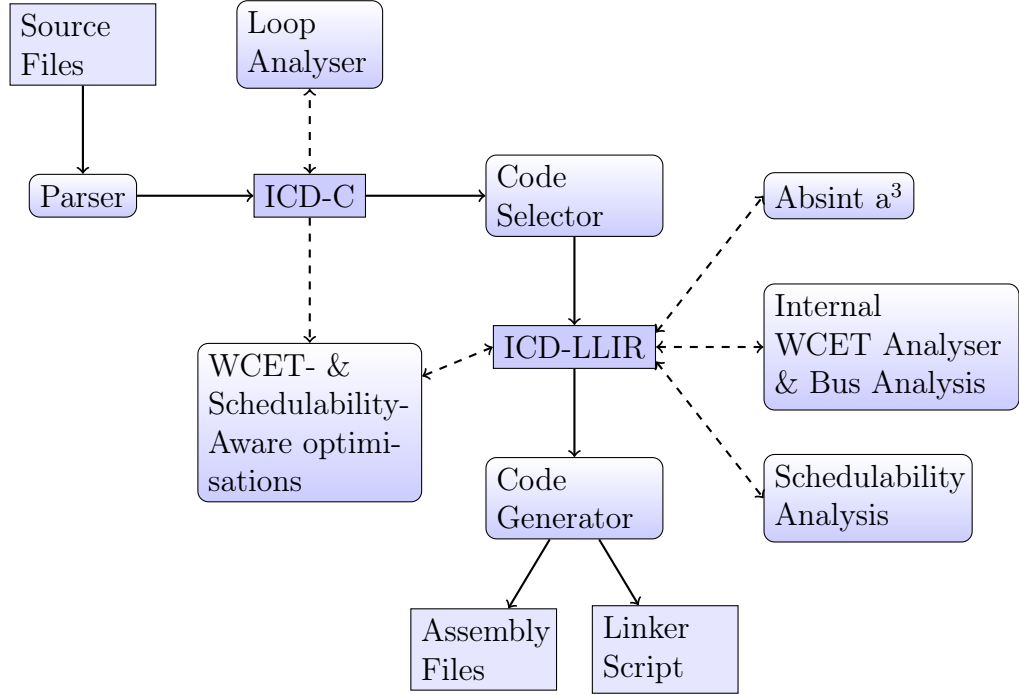 Source
Files
Loop
Analyser
Parser
ICD-C
Code
Selector
Absint a³
Internal
WCET Analyser
& Bus Analysis
ICD-LLIR
WCET- &
Schedulability-
Aware optimi-
sations
Code
Generator
Schedulability
Analysis
Assembly
Files
Linker
Script